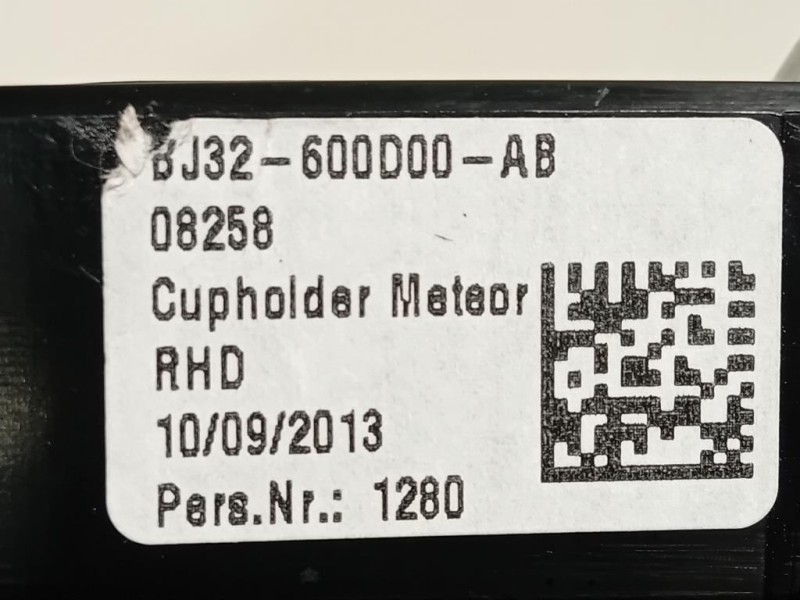 BJ32-600D00-AB
08258
Cupholder Meteor
RHD
10/09/2013
Pers.Nr.: 1280